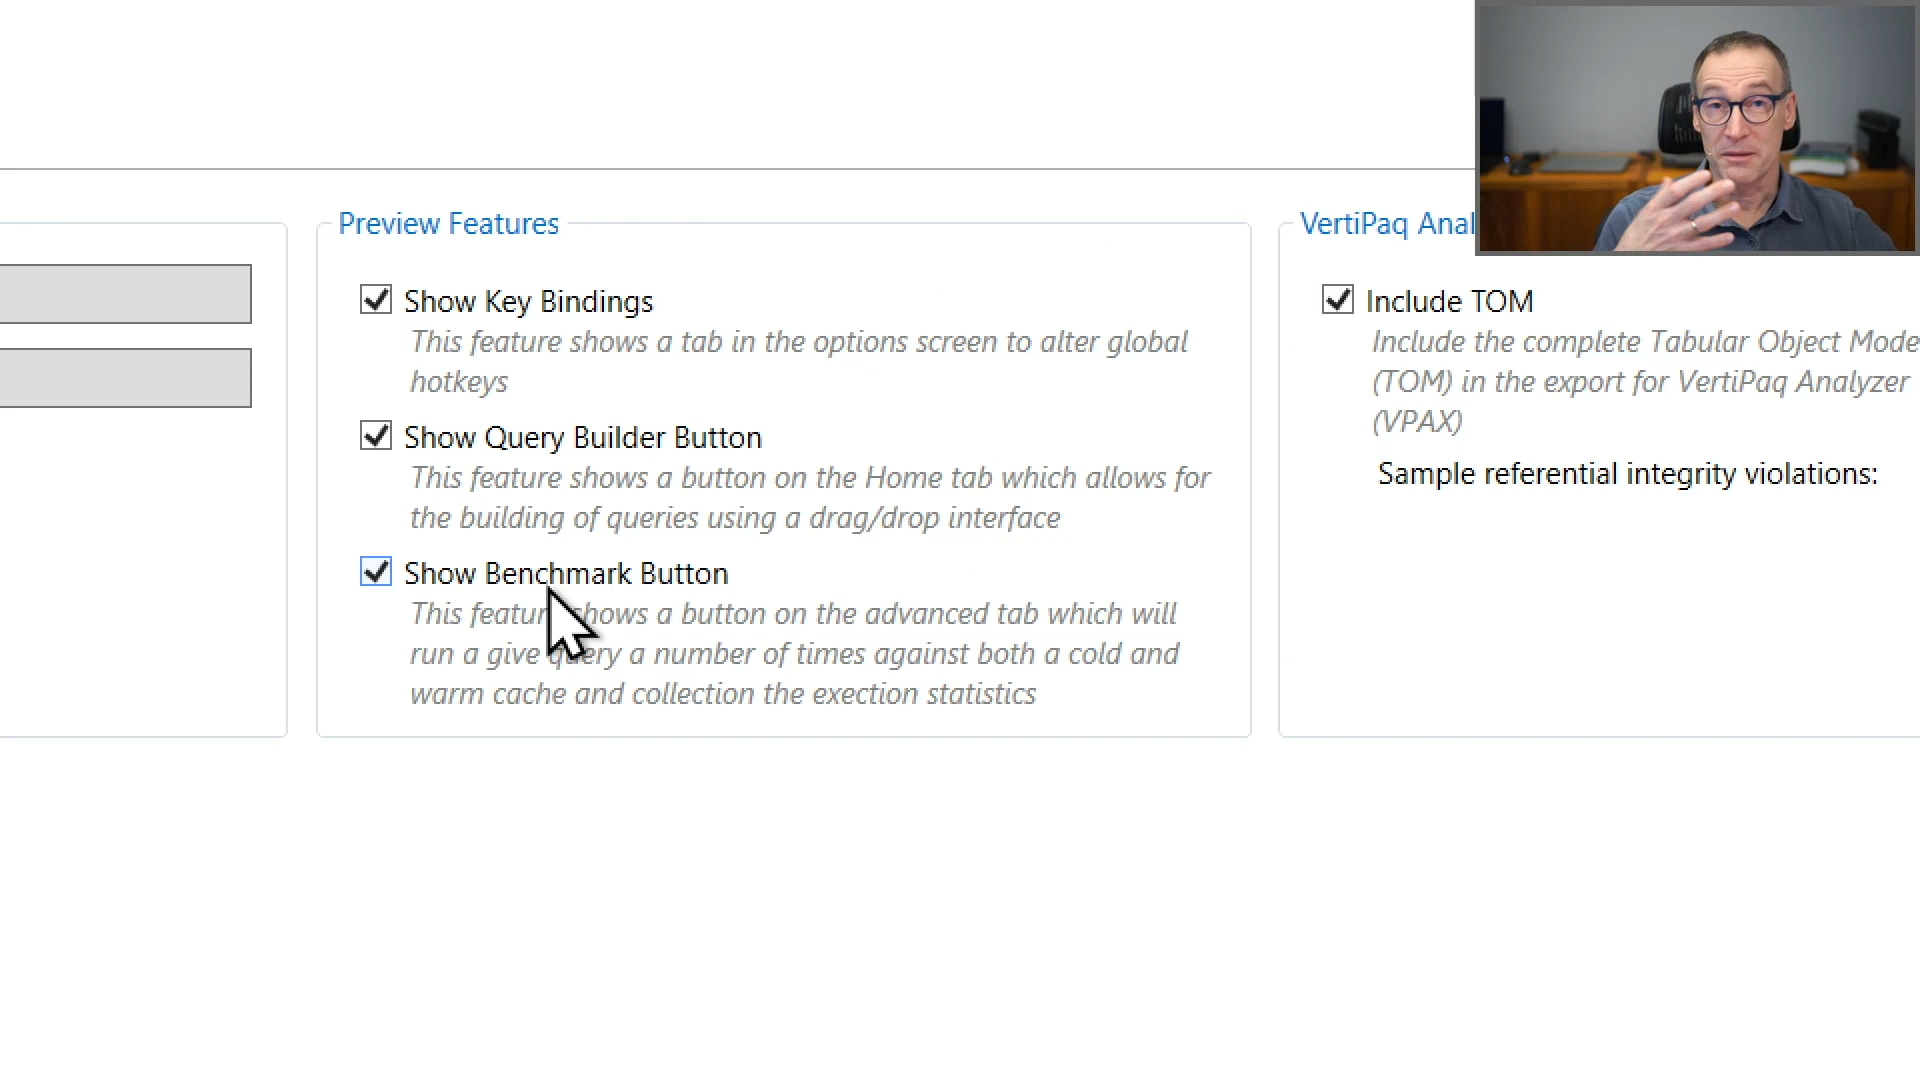 Preview Features
Show Key Bindings
This feature shows a tab in the options screen to alter global
hotkeys
Show Query Builder Button
This feature shows a button on the Home tab which allows for
the building of queries using a drag/drop interface
Show Benchmark Button
This featur shows a button on the advanced tab which will
run a give query a number of times against both a cold and
warm cache and collection the exection statistics
VertiPaq Anal
Include TOM
Include the complete Tabular Object Mode
(TOM) in the export for VertiPaq Analyzer
(VPAX)
Sample referential integrity violations: